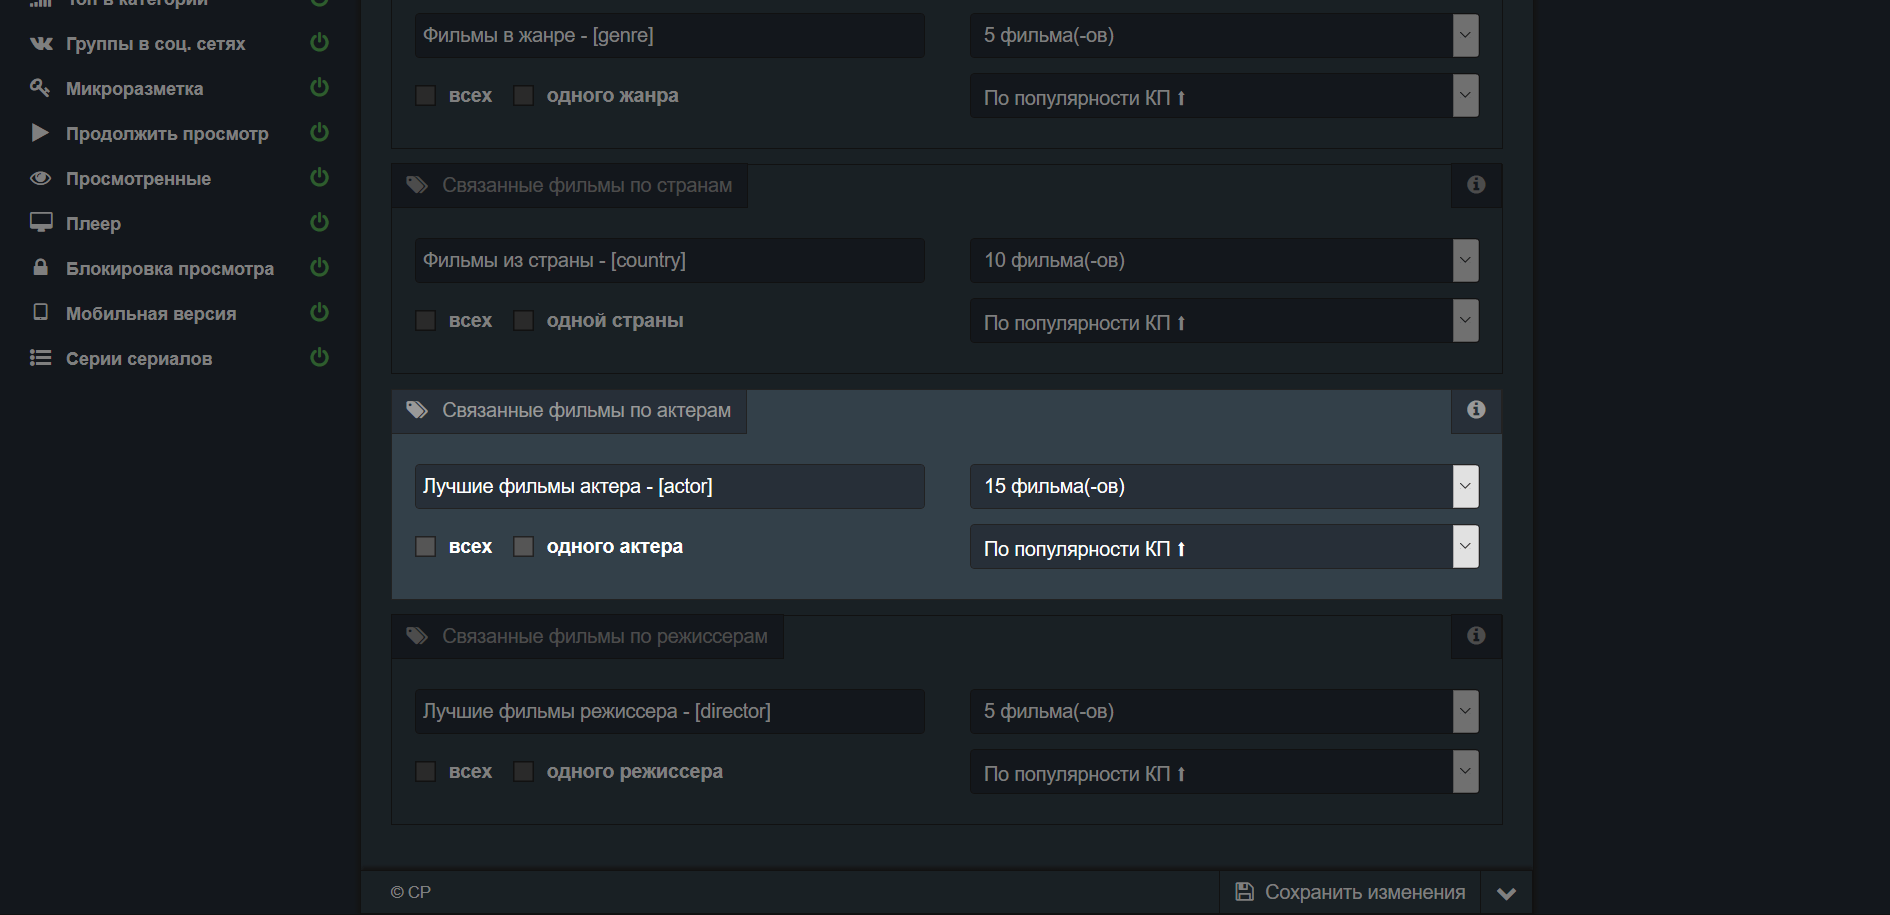 Топ в категории
Группы в соц. сетях
Микроразметка
Продолжить просмотр
Просмотренные
Плеер
Блокировка просмотра
Мобильная версия
Серии сериалов
Фильмы в жанре - [genre]
5 фильма(-ов)
всех
одного жанра
По популярности КП ⬆
Связанные фильмы по странам
Фильмы из страны - [country]
10 фильма(-ов)
всех
одной страны
По популярности КП ⬆
Связанные фильмы по актерам
Лучшие фильмы актера - [actor]
15 фильма(-ов)
всех
одного актера
По популярности КП ⬆
Связанные фильмы по режиссерам
Лучшие фильмы режиссера - [director]
5 фильма(-ов)
всех
одного режиссера
По популярности КП ⬆
© CP
Сохранить изменения